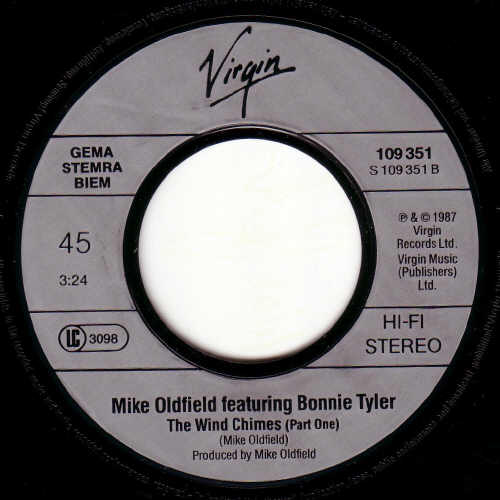 Virgin
GEMA
STEMRA
BIEM
109 351
S 109 351 B
45
3:24
℗ & © 1987
Virgin
Records Ltd.
Virgin Music
(Publishers)
Ltd.
LC 3098
HI-FI
STEREO
Mike Oldfield featuring Bonnie Tyler
The Wind Chimes (Part One)
(Mike Oldfield)
Produced by Mike Oldfield